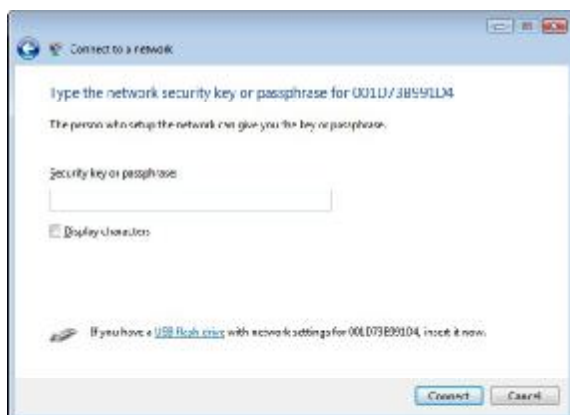 Connect to a network
Type the network security key or passphrase for 001D73B991D4
The person who setup the network can give you the key or passphrase.
Security key or passphrase:
Display characters
If you have a USB flash drive with network settings for 001D73B991D4, insert it now.
Connect
Cancel